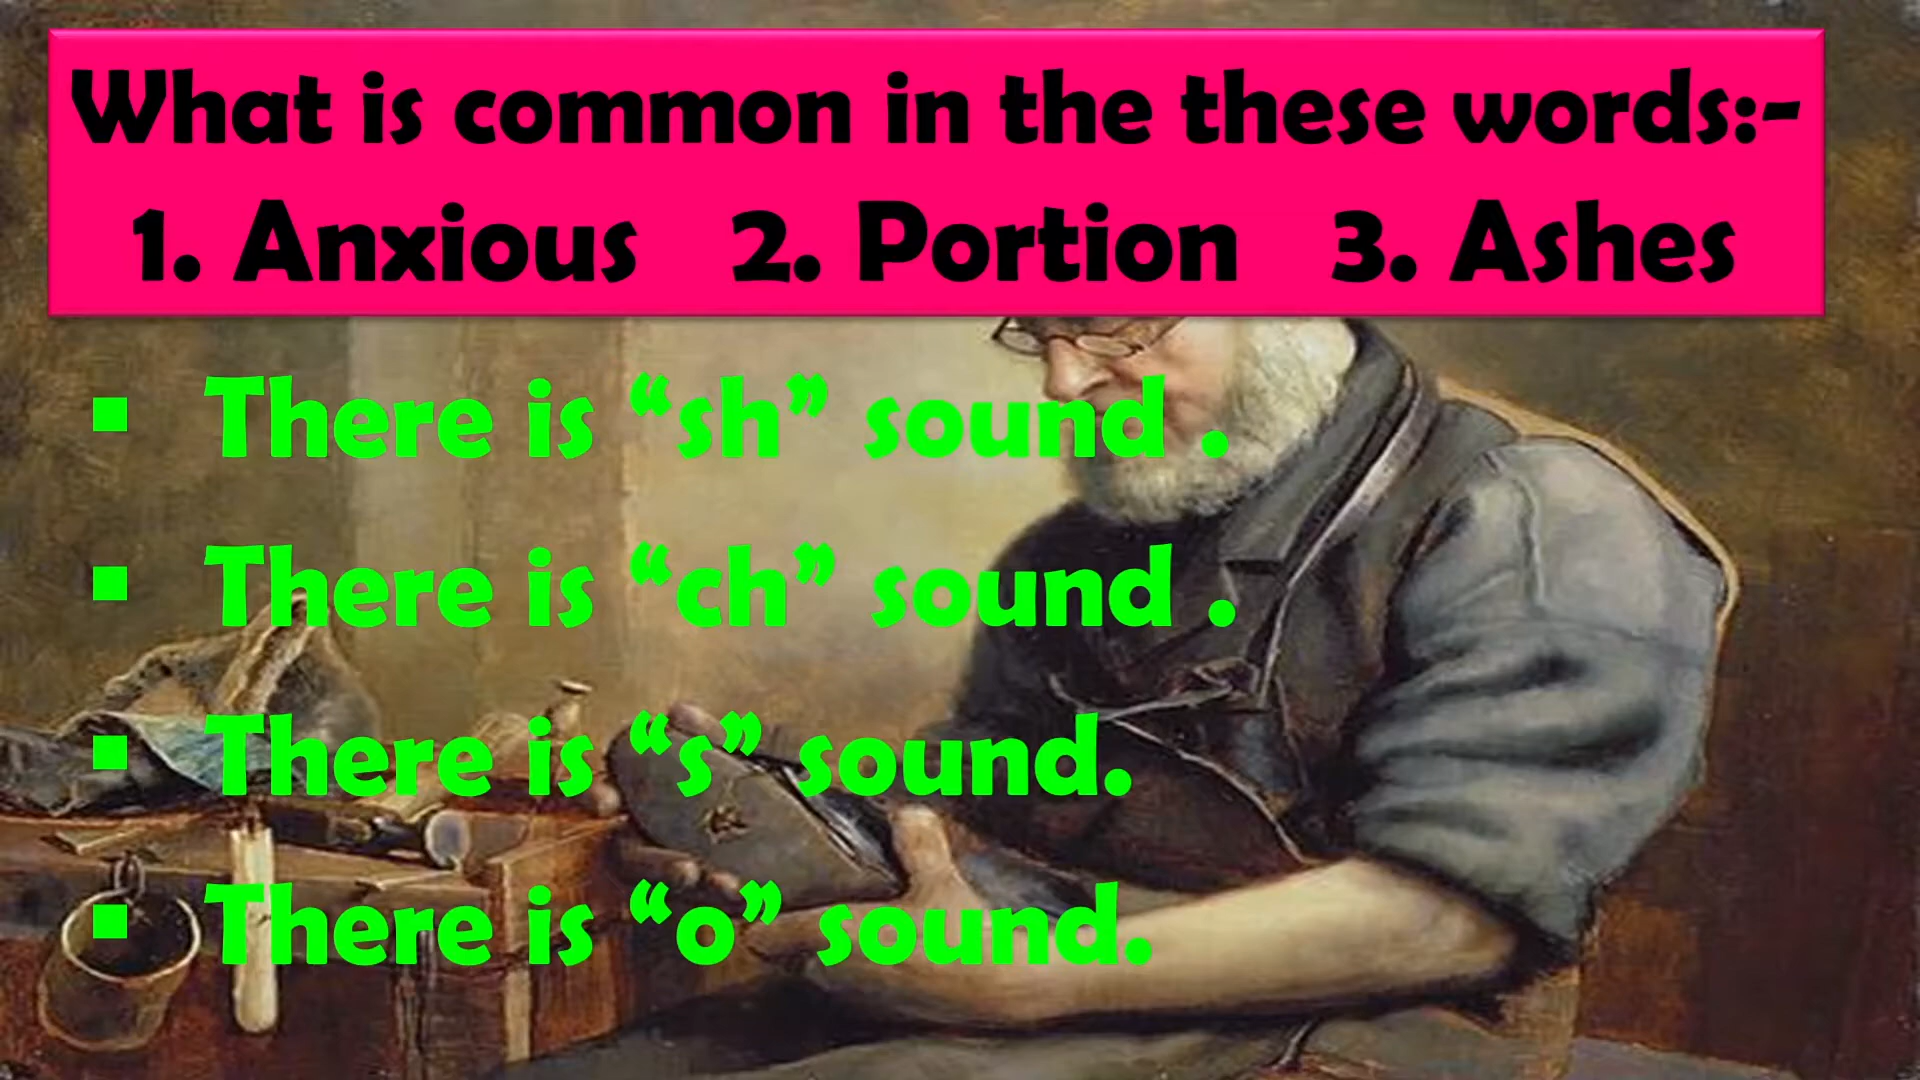 What is common in the these words:-
1. Anxious 2. Portion 3. Ashes
▪ There is “sh” sound .
▪ There is “ch” sound .
▪ There is “s” sound.
▪ There is “o” sound.